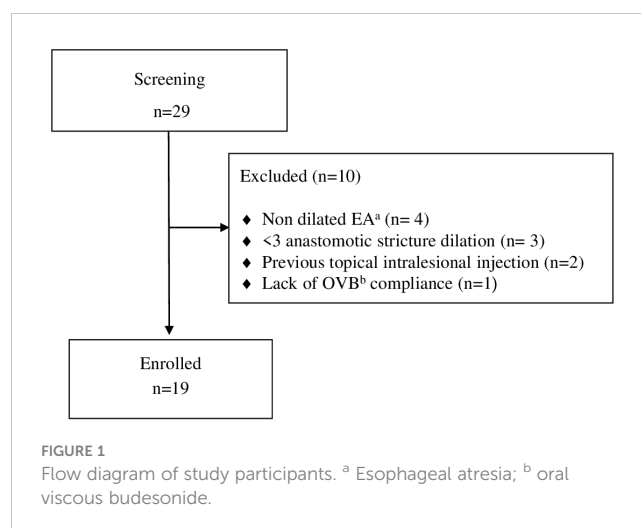 Screening
n=29
Excluded (n=10)
♦ Non dilated EAᵃ (n= 4)
♦ <3 anastomotic stricture dilation (n= 3)
♦ Previous topical intralesional injection (n=2)
♦ Lack of OVBᵇ compliance (n=1)
Enrolled
n=19
FIGURE 1
Flow diagram of study participants. ᵃ Esophageal atresia; ᵇ oral
viscous budesonide.